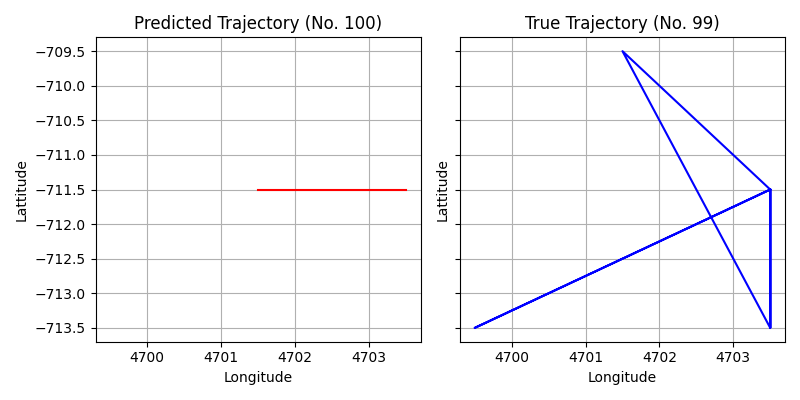 Predicted Trajectory (No. 100)
True Trajectory (No. 99)
−709.5
−710.0
−710.5
−711.0
−711.5
−712.0
−712.5
−713.0
−713.5
Lattitude
Lattitude
4700 4701 4702 4703
4700 4701 4702 4703
Longitude
Longitude